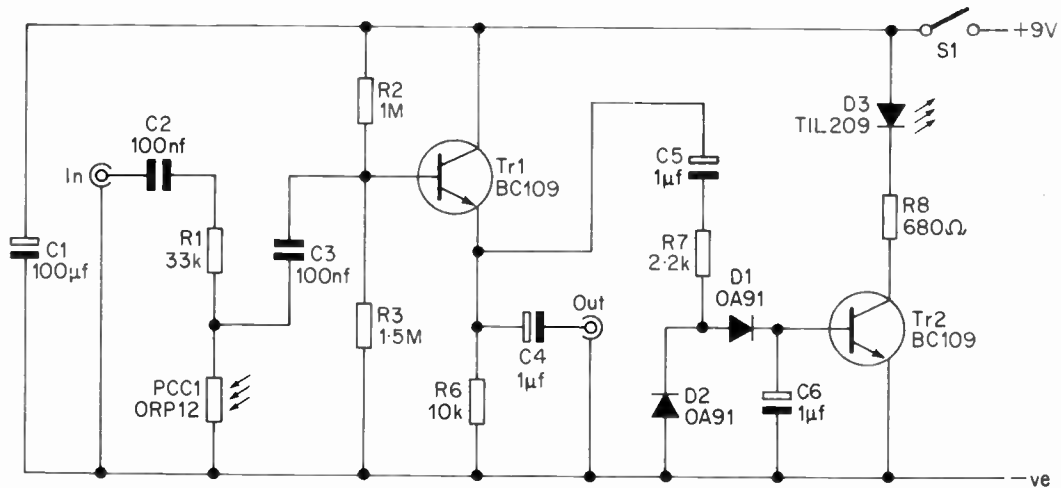 +9V
S1
R2
1M
D3
TIL209
C2
100nf
In
Tr1
BC109
C5
1µf
R8
680Ω
R1
33k
C1
100µf
C3
100nf
R7
2·2k
D1
OA91
Out
R3
1·5M
Tr2
BC109
C4
1µf
PCC1
ORP12
R6
10k
D2
OA91
C6
1µf
−ve